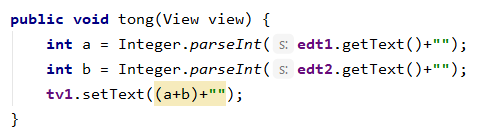 public void tong(View view) {
    int a = Integer.parseInt( s: edt1.getText()+"");
    int b = Integer.parseInt( s: edt2.getText()+"");
    tv1.setText((a+b)+"");
}